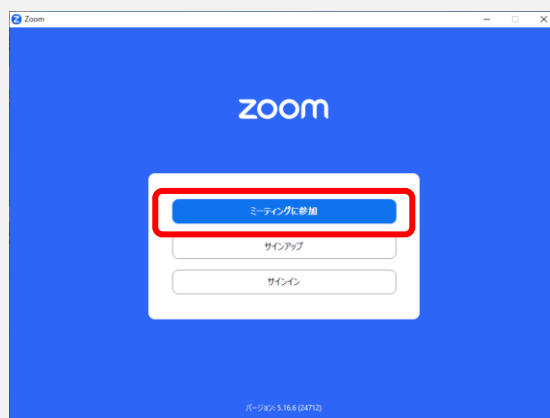 Zoom
zoom
ミーティングに参加
サインアップ
サインイン
バージョン: 5.16.6 (24712)